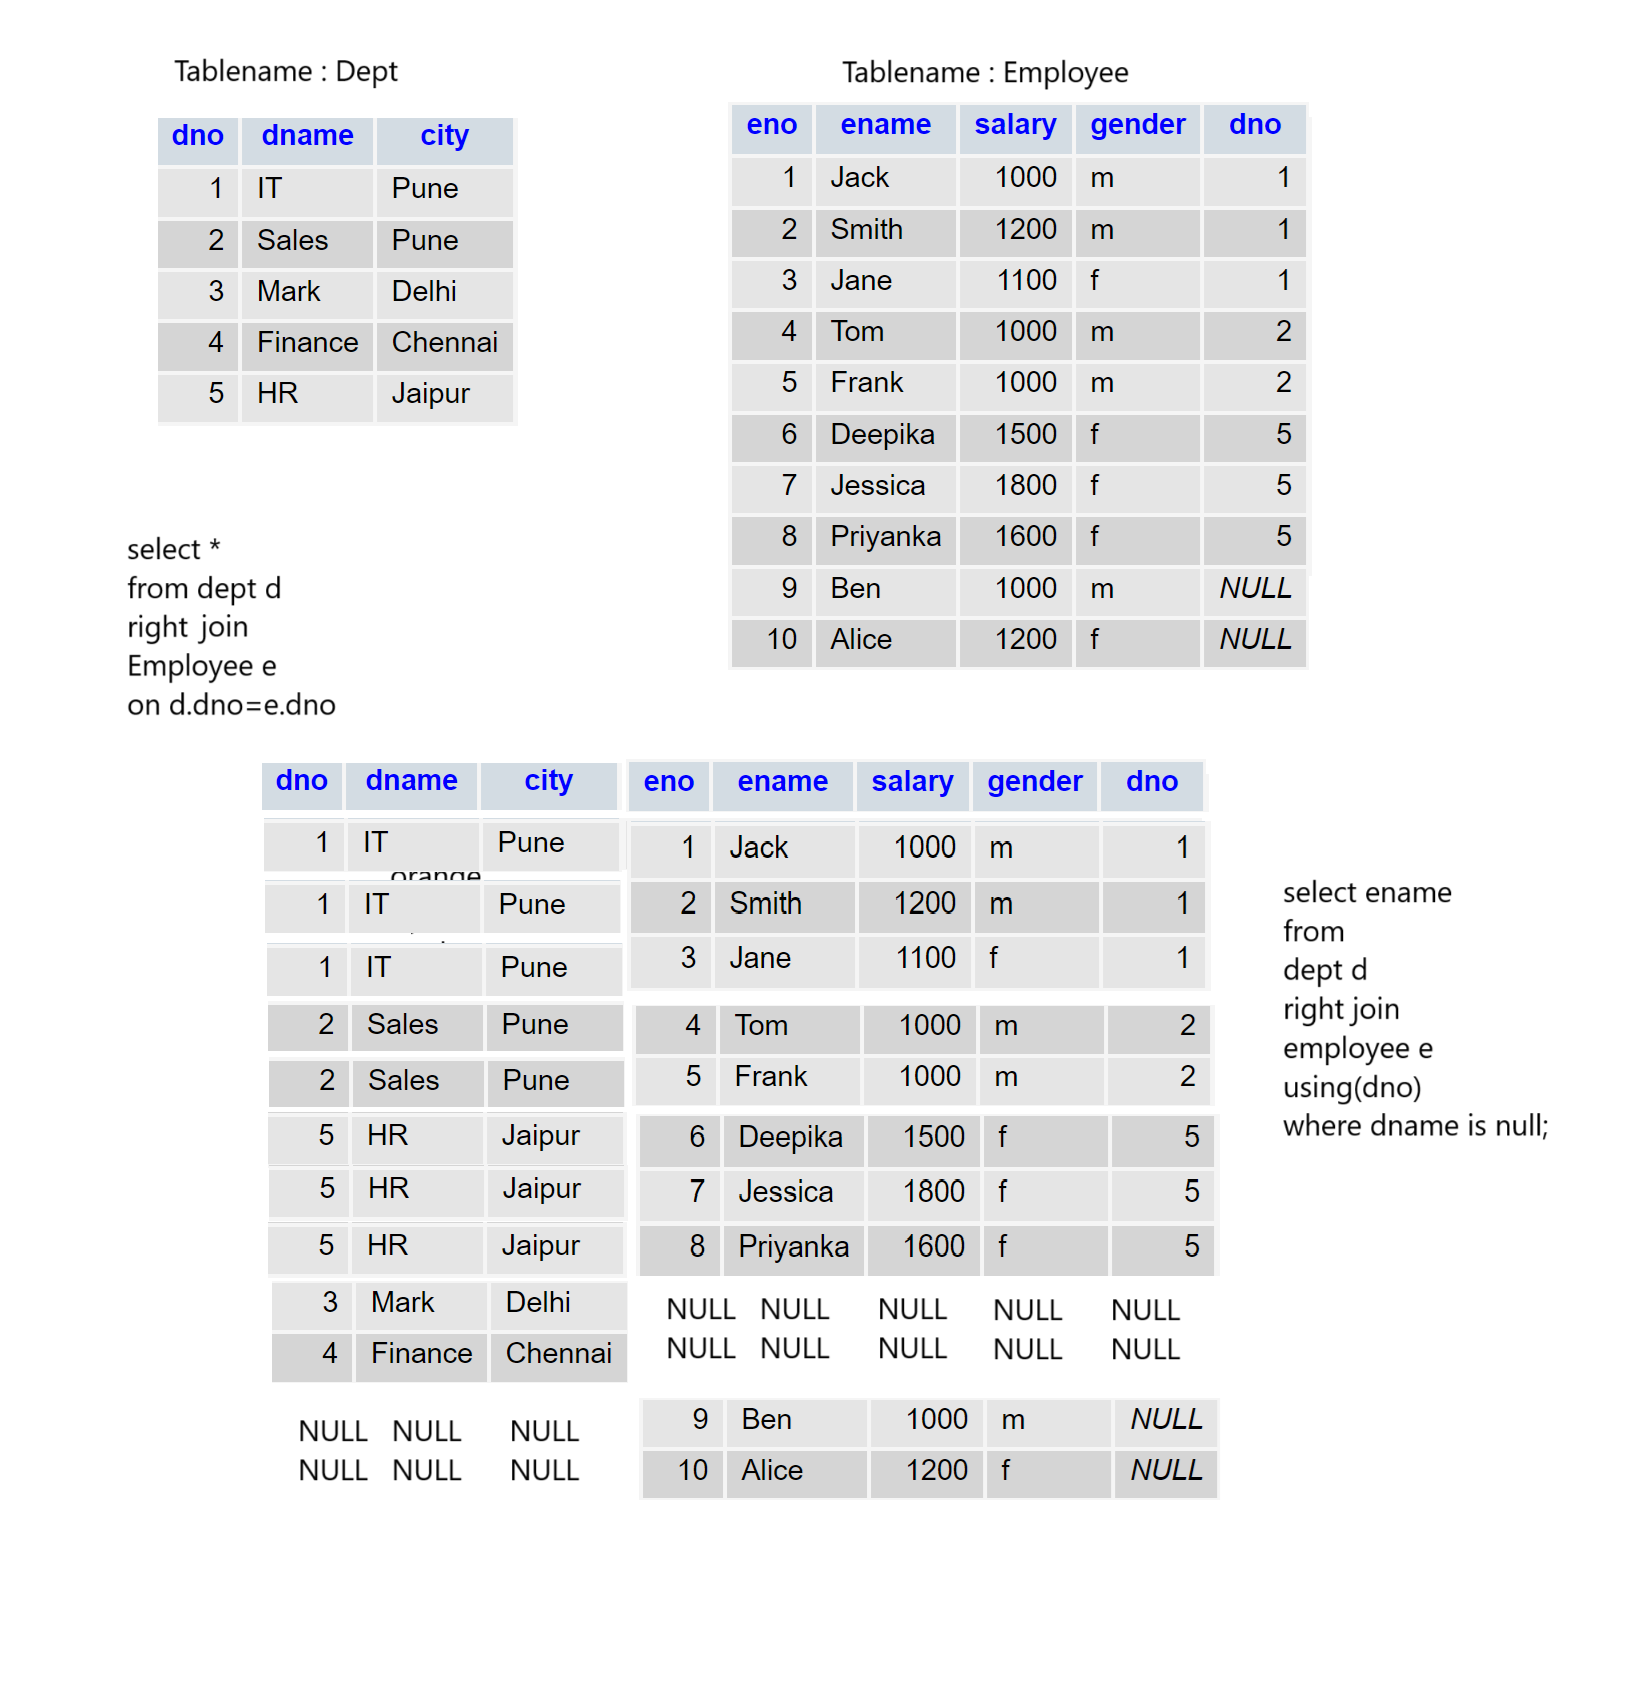 Tablename : Dept
dno dname city
1 IT Pune
2 Sales Pune
3 Mark Delhi
4 Finance Chennai
5 HR Jaipur
Tablename : Employee
eno ename salary gender dno
1 Jack 1000 m 1
2 Smith 1200 m 1
3 Jane 1100 f 1
4 Tom 1000 m 2
5 Frank 1000 m 2
6 Deepika 1500 f 5
7 Jessica 1800 f 5
8 Priyanka 1600 f 5
9 Ben 1000 m NULL
10 Alice 1200 f NULL
select *
from dept d
right join
Employee e
on d.dno=e.dno
dno dname city eno ename salary gender dno
1 IT Pune 1 Jack 1000 m 1
orange
1 IT Pune 2 Smith 1200 m 1
1 IT Pune 3 Jane 1100 f 1
2 Sales Pune 4 Tom 1000 m 2
2 Sales Pune 5 Frank 1000 m 2
5 HR Jaipur 6 Deepika 1500 f 5
5 HR Jaipur 7 Jessica 1800 f 5
5 HR Jaipur 8 Priyanka 1600 f 5
3 Mark Delhi NULL NULL NULL NULL NULL
4 Finance Chennai NULL NULL NULL NULL NULL
NULL NULL NULL 9 Ben 1000 m NULL
NULL NULL NULL 10 Alice 1200 f NULL
select ename
from
dept d
right join
employee e
using(dno)
where dname is null;